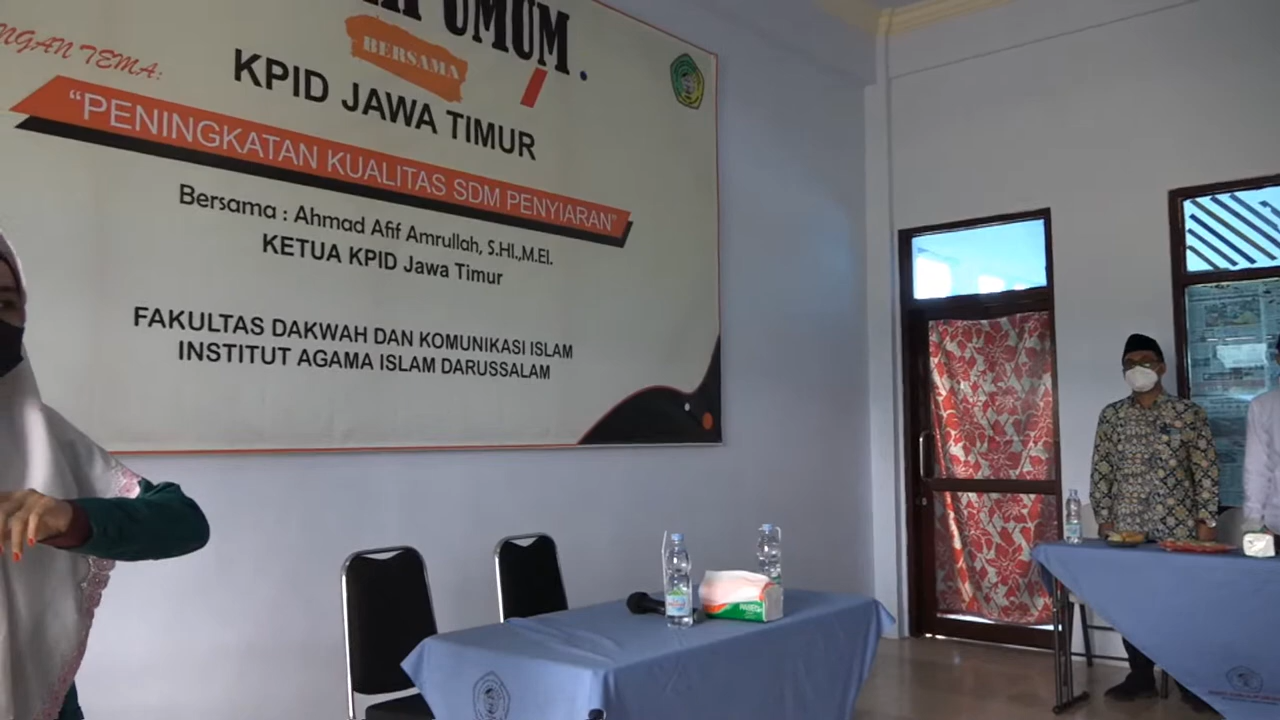 UMUM.
BERSAMA
KPID JAWA TIMUR
"PENINGKATAN KUALITAS SDM PENYIARAN"
Bersama : Ahmad Afif Amrullah, S.HI.,M.EI.
KETUA KPID Jawa Timur
FAKULTAS DAKWAH DAN KOMUNIKASI ISLAM
INSTITUT AGAMA ISLAM DARUSSALAM
TEMA: